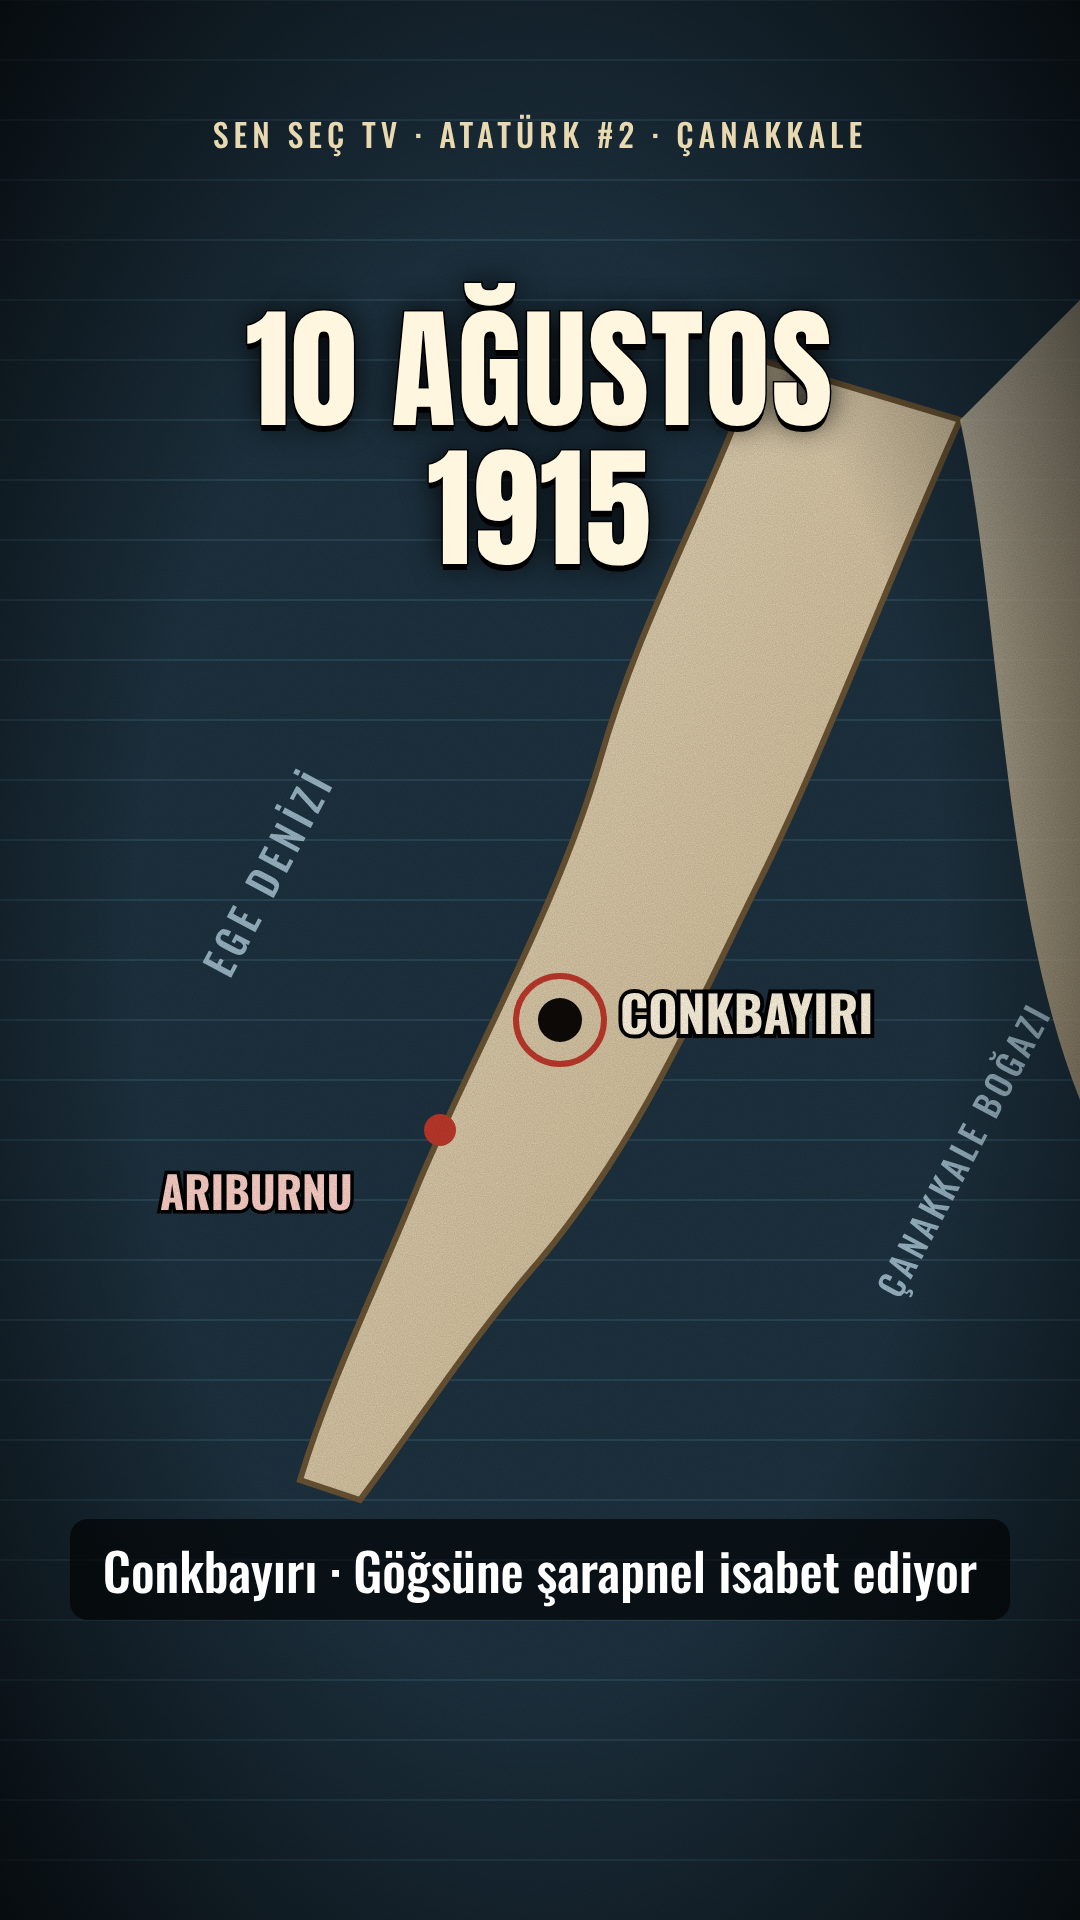 SEN SEÇ TV · ATATÜRK #2 · ÇANAKKALE
10 AĞUSTOS
1915
EGE DENİZİ
CONKBAYIRI
ÇANAKKALE BOĞAZI
ARIBURNU
Conkbayırı · Göğsüne şarapnel isabet ediyor